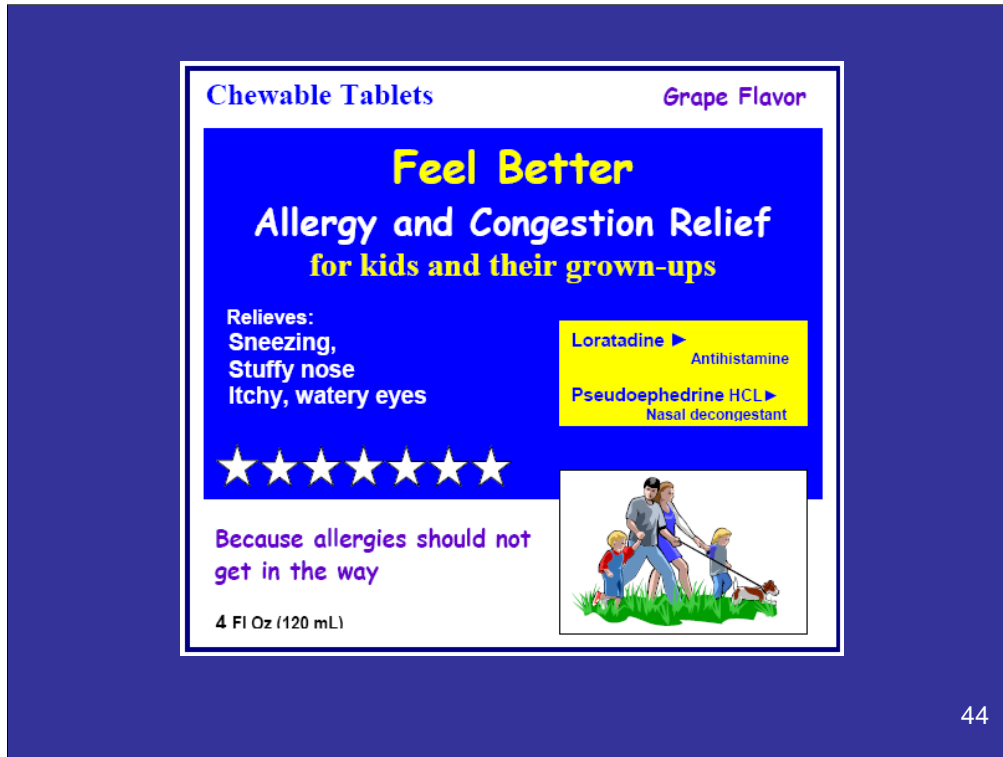 Chewable Tablets
Grape Flavor
Feel Better
Allergy and Congestion Relief
for kids and their grown-ups
Relieves:
Sneezing,
Stuffy nose
Itchy, watery eyes
Loratadine ►
Antihistamine
Pseudoephedrine HCL►
Nasal decongestant
Because allergies should not
get in the way
4 Fl Oz (120 mL)
44